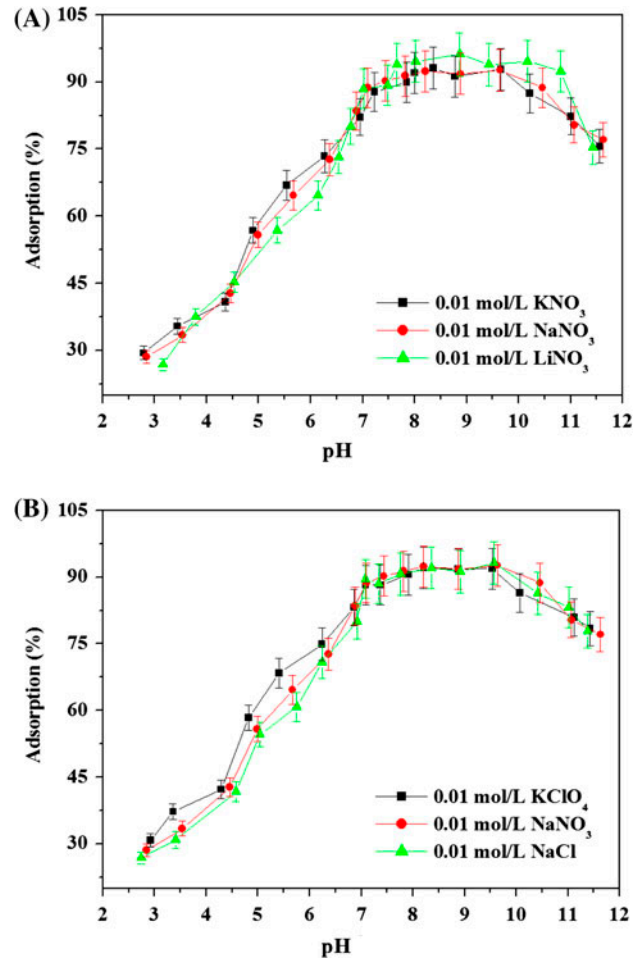 (A)
105
90
75
60
45
30
Adsorption (%)
0.01 mol/L KNO₃
0.01 mol/L NaNO₃
0.01 mol/L LiNO₃
2 3 4 5 6 7 8 9 10 11 12
pH
(B)
105
90
75
60
45
30
Adsorption (%)
0.01 mol/L KClO₄
0.01 mol/L NaNO₃
0.01 mol/L NaCl
2 3 4 5 6 7 8 9 10 11 12
pH